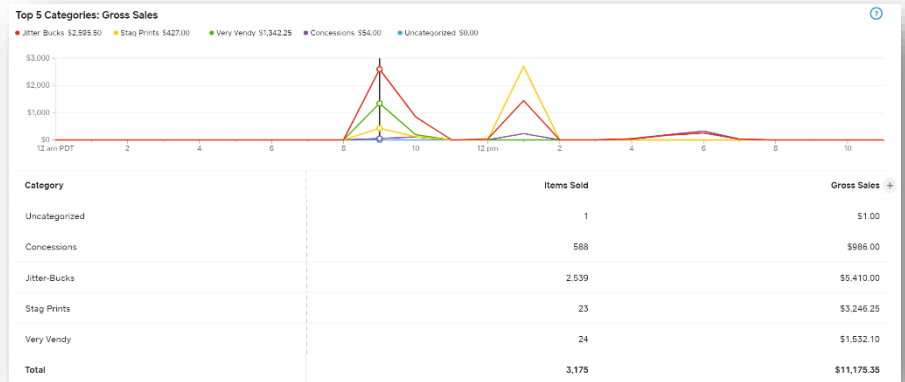 Top 5 Categories: Gross Sales
?
Jitter Bucks $2,595.50 Stag Prints $427.00 Very Vendy $1,342.25 Concessions $54.00 Uncategorized $0.00
$3,000
$2,000
$1,000
$0
12 am PDT 2 4 6 8 10 12 pm 2 4 6 8 10
Category Items Sold Gross Sales +
Uncategorized 1 $1.00
Concessions 588 $986.00
Jitter-Bucks 2,539 $5,410.00
Stag Prints 23 $3,246.25
Very Vendy 24 $1,532.10
Total 3,175 $11,175.35